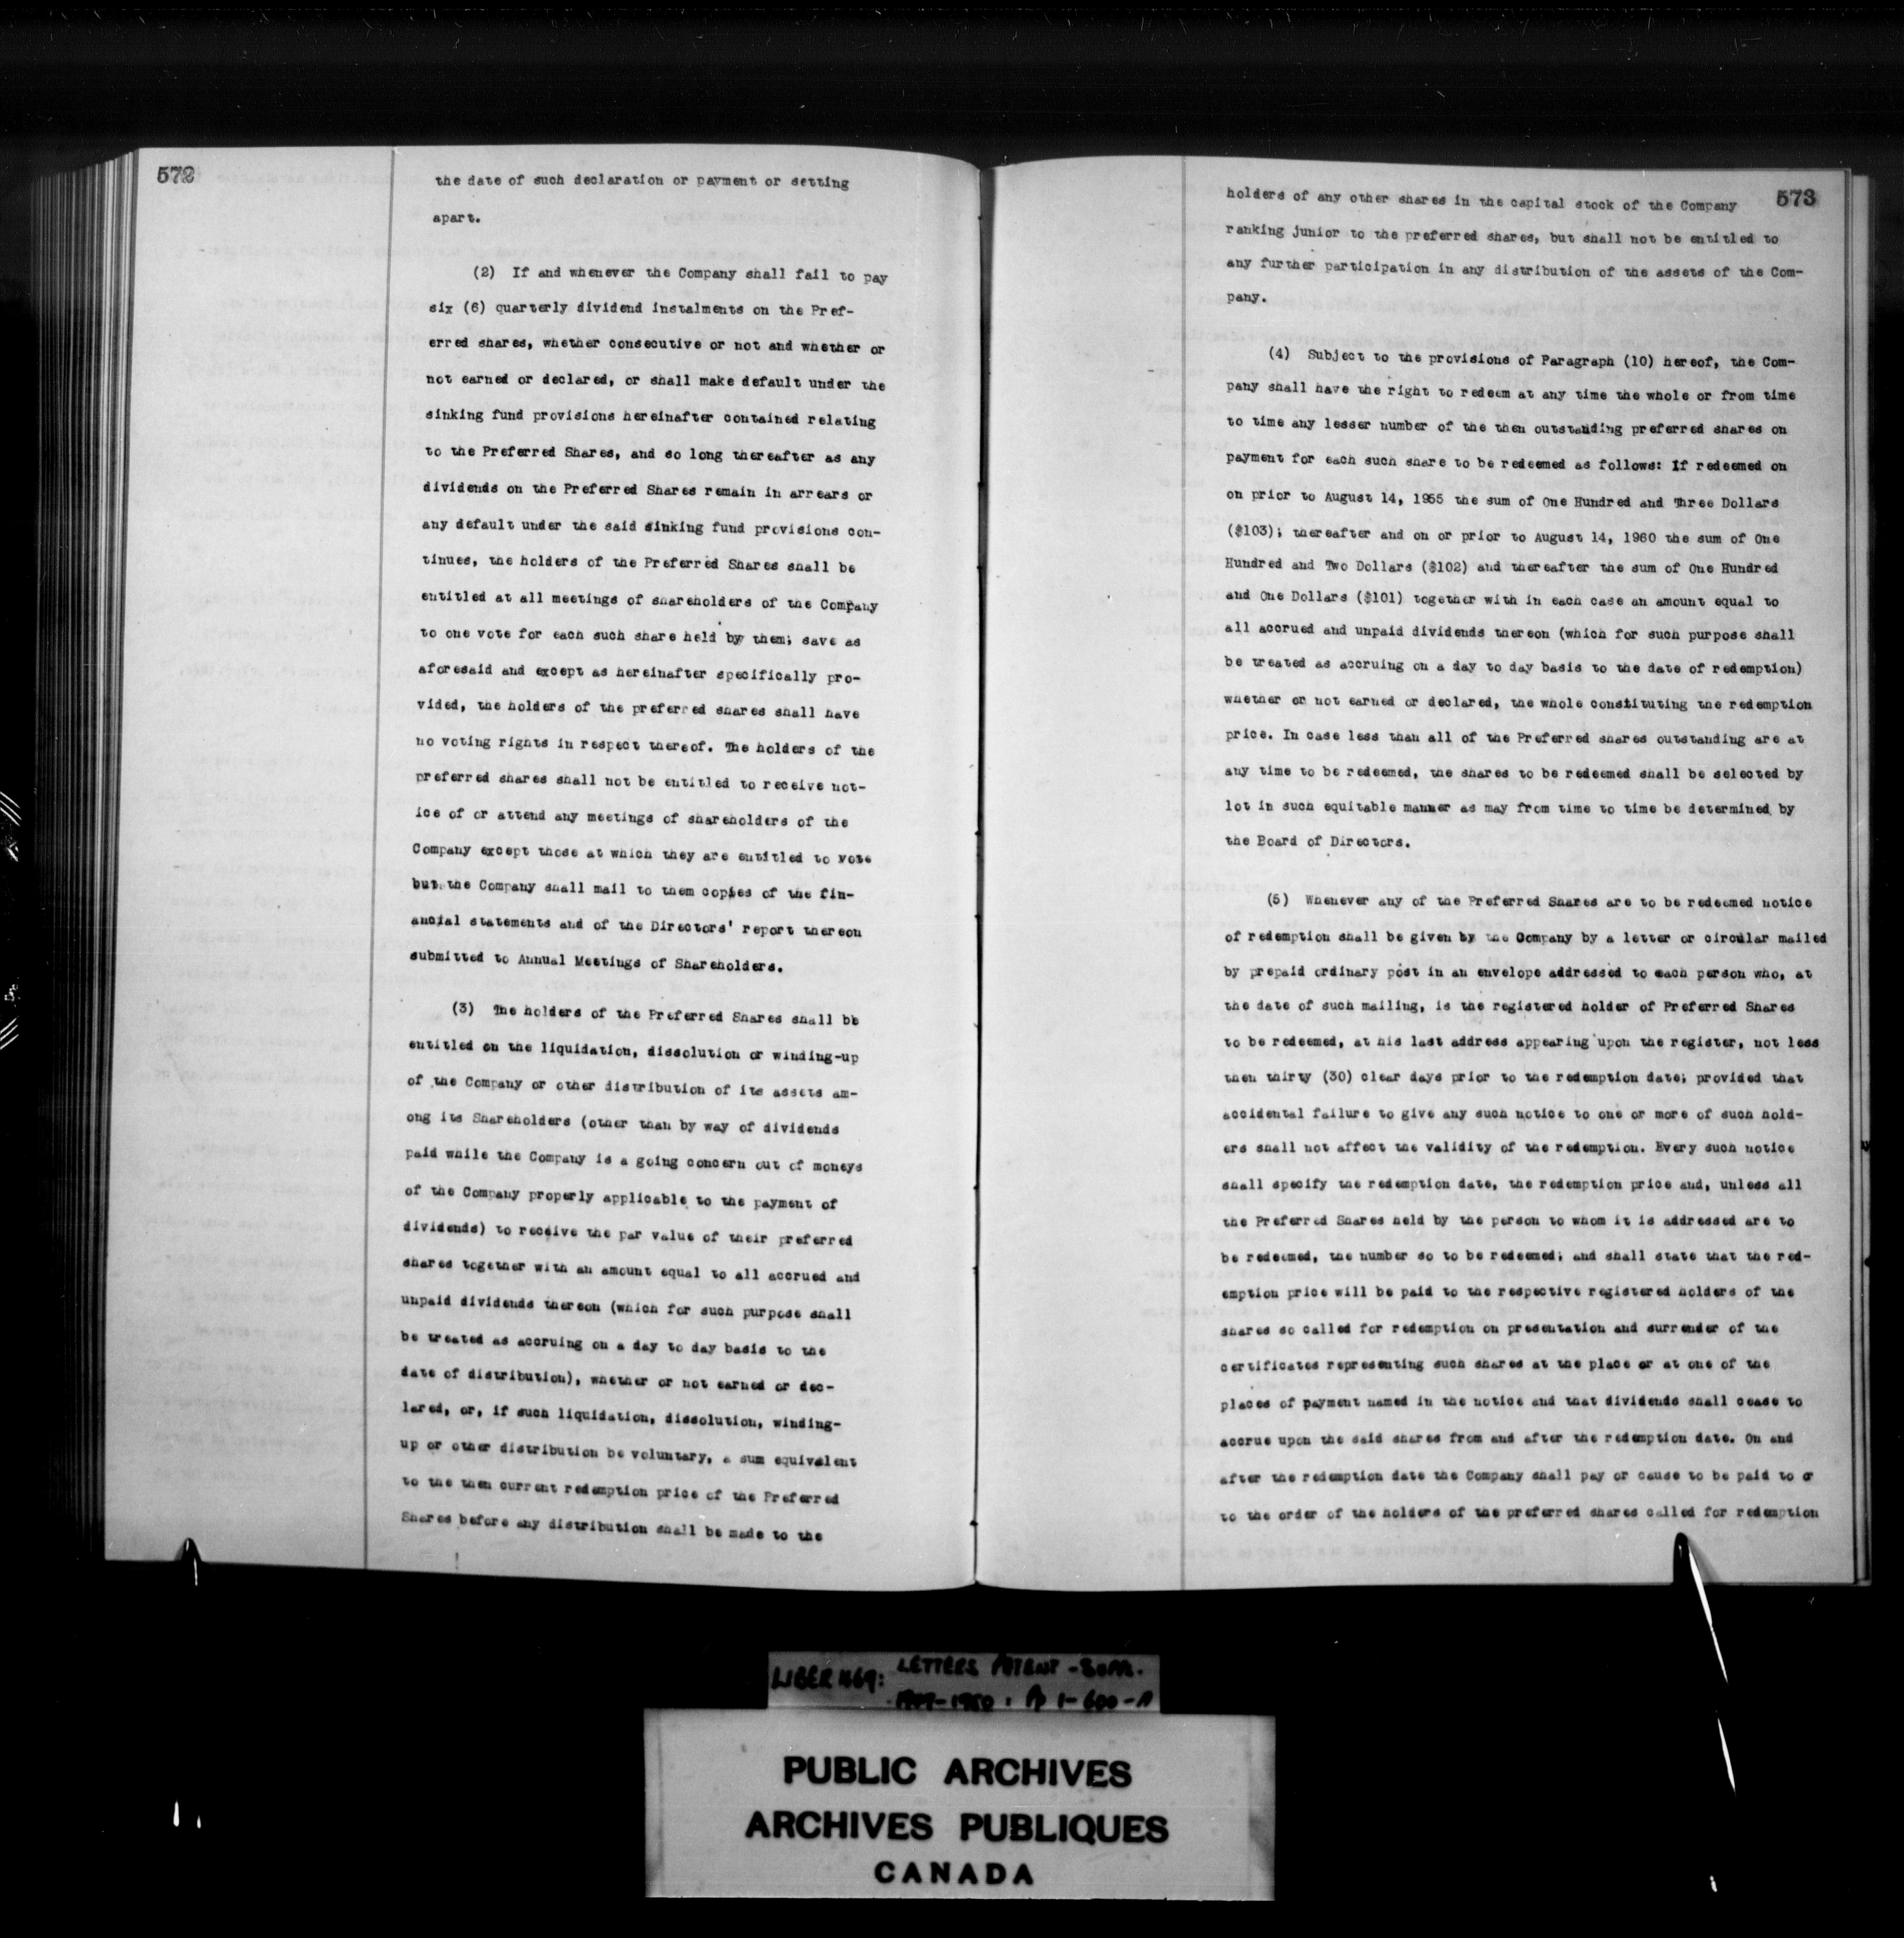 572
the date of such declaration or payment or setting
apart.
(2) If and whenever the Company shall fail to pay
six (6) quarterly dividend instalments on the Pref-
erred shares, whether consecutive or not and whether or
not earned or declared, or shall make default under the
sinking fund provisions hereinafter contained relating
to the Preferred Shares, and so long thereafter as any
dividends on the Preferred Shares remain in arrears or
any default under the said sinking fund provisions con-
tinues, the holders of the Preferred Shares shall be
entitled at all meetings of shareholders of the Company
to one vote for each such share held by them; save as
aforesaid and except as hereinafter specifically pro-
vided, the holders of the preferred shares shall have
no voting rights in respect thereof. The holders of the
preferred shares shall not be entitled to receive not-
ice of or attend any meetings of shareholders of the
Company except those at which they are entitled to vote
but the Company shall mail to them copies of the fin-
ancial statements and of the Directors' report thereon
submitted to Annual Meetings of Shareholders.
(3) The holders of the Preferred Shares shall be
entitled on the liquidation, dissolution or winding-up
of the Company or other distribution of its assets am-
ong its Shareholders (other than by way of dividends
paid while the Company is a going concern out of moneys
of the Company properly applicable to the payment of
dividends) to receive the par value of their preferred
shares together with an amount equal to all accrued and
unpaid dividends thereon (which for such purpose shall
be treated as accruing on a day to day basis to the
date of distribution), whether or not earned or dec-
lared, or, if such liquidation, dissolution, winding-
up or other distribution be voluntary, a sum equivalent
to the then current redemption price of the Preferred
Shares before any distribution shall be made to the
573
holders of any other shares in the capital stock of the Company
ranking junior to the preferred shares, but shall not be entitled to
any further participation in any distribution of the assets of the Com-
pany.
(4) Subject to the provisions of Paragraph (10) hereof, the Com-
pany shall have the right to redeem at any time the whole or from time
to time any lesser number of the then outstanding preferred shares on
payment for each such share to be redeemed as follows: If redeemed on
on prior to August 14, 1955 the sum of One Hundred and Three Dollars
($103); thereafter and on or prior to August 14, 1960 the sum of One
Hundred and Two Dollars ($102) and thereafter the sum of One Hundred
and One Dollars ($101) together with in each case an amount equal to
all accrued and unpaid dividends thereon (which for such purpose shall
be treated as accruing on a day to day basis to the date of redemption)
whether or not earned or declared, the whole constituting the redemption
price. In case less than all of the Preferred shares outstanding are at
any time to be redeemed, the shares to be redeemed shall be selected by
lot in such equitable manner as may from time to time be determined by
the Board of Directors.
(5) Whenever any of the Preferred Shares are to be redeemed notice
of redemption shall be given by the Company by a letter or circular mailed
by prepaid ordinary post in an envelope addressed to each person who, at
the date of such mailing, is the registered holder of Preferred Shares
to be redeemed, at his last address appearing upon the register, not less
then thirty (30) clear days prior to the redemption date; provided that
accidental failure to give any such notice to one or more of such hold-
ers shall not affect the validity of the redemption. Every such notice
shall specify the redemption date, the redemption price and, unless all
the Preferred Shares held by the person to whom it is addressed are to
be redeemed, the number so to be redeemed; and shall state that the red-
emption price will be paid to the respective registered holders of the
shares so called for redemption on presentation and surrender of the
certificates representing such shares at the place or at one of the
places of payment named in the notice and that dividends shall cease to
accrue upon the said shares from and after the redemption date. On and
after the redemption date the Company shall pay or cause to be paid to or
to the order of the holders of the preferred shares called for redemption
LIBER 469: LETTERS PATENT - SUPP.
1949-1950 : Pp 1-600-A
PUBLIC ARCHIVES
ARCHIVES PUBLIQUES
CANADA